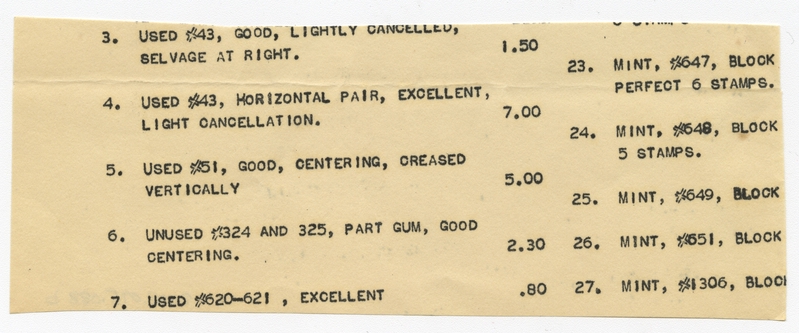 3. USED #43, GOOD, LIGHTLY CANCELLED,
SELVAGE AT RIGHT. 1.50
4. USED #43, HORIZONTAL PAIR, EXCELLENT,
LIGHT CANCELLATION. 7.00
5. USED #51, GOOD, CENTERING, CREASED
VERTICALLY 5.00
6. UNUSED #324 AND 325, PART GUM, GOOD
CENTERING. 2.30
7. USED #620-621 , EXCELLENT .80
23. MINT, #647, BLOCK
PERFECT 6 STAMPS.
24. MINT, #648, BLOCK
5 STAMPS.
25. MINT, #649, BLOCK
26. MINT, #651, BLOCK
27. MINT, #1306, BLOCK